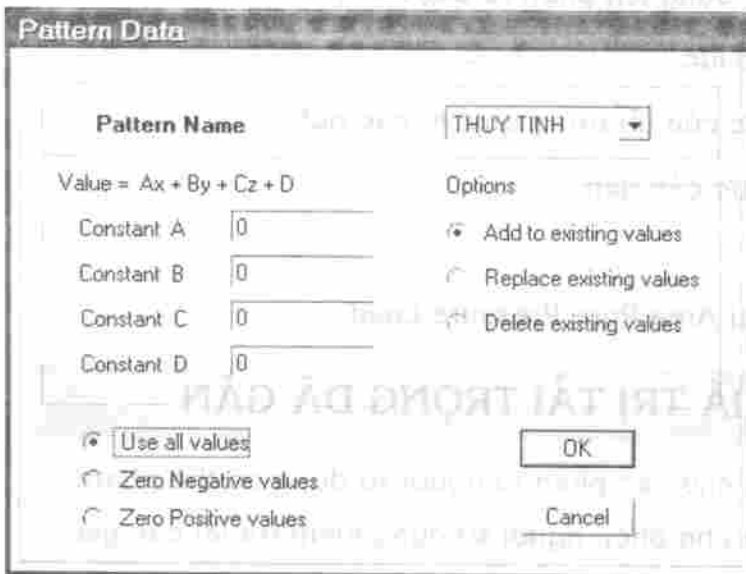 Pattern Data
Pattern Name THUY TINH
Value = Ax + By + Cz + D
Options
Constant A 0
Add to existing values
Constant B 0
Replace existing values
Constant C 0
Delete existing values
Constant D 0
Use all values
OK
Zero Negative values
Zero Positive values
Cancel